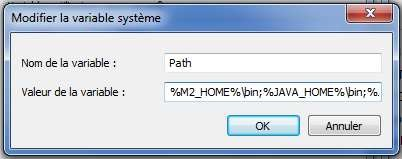 Modifier la variable système
Nom de la variable :
Path
Valeur de la variable :
%M2_HOME%\bin;%JAVA_HOME%\bin;%.
OK
Annuler